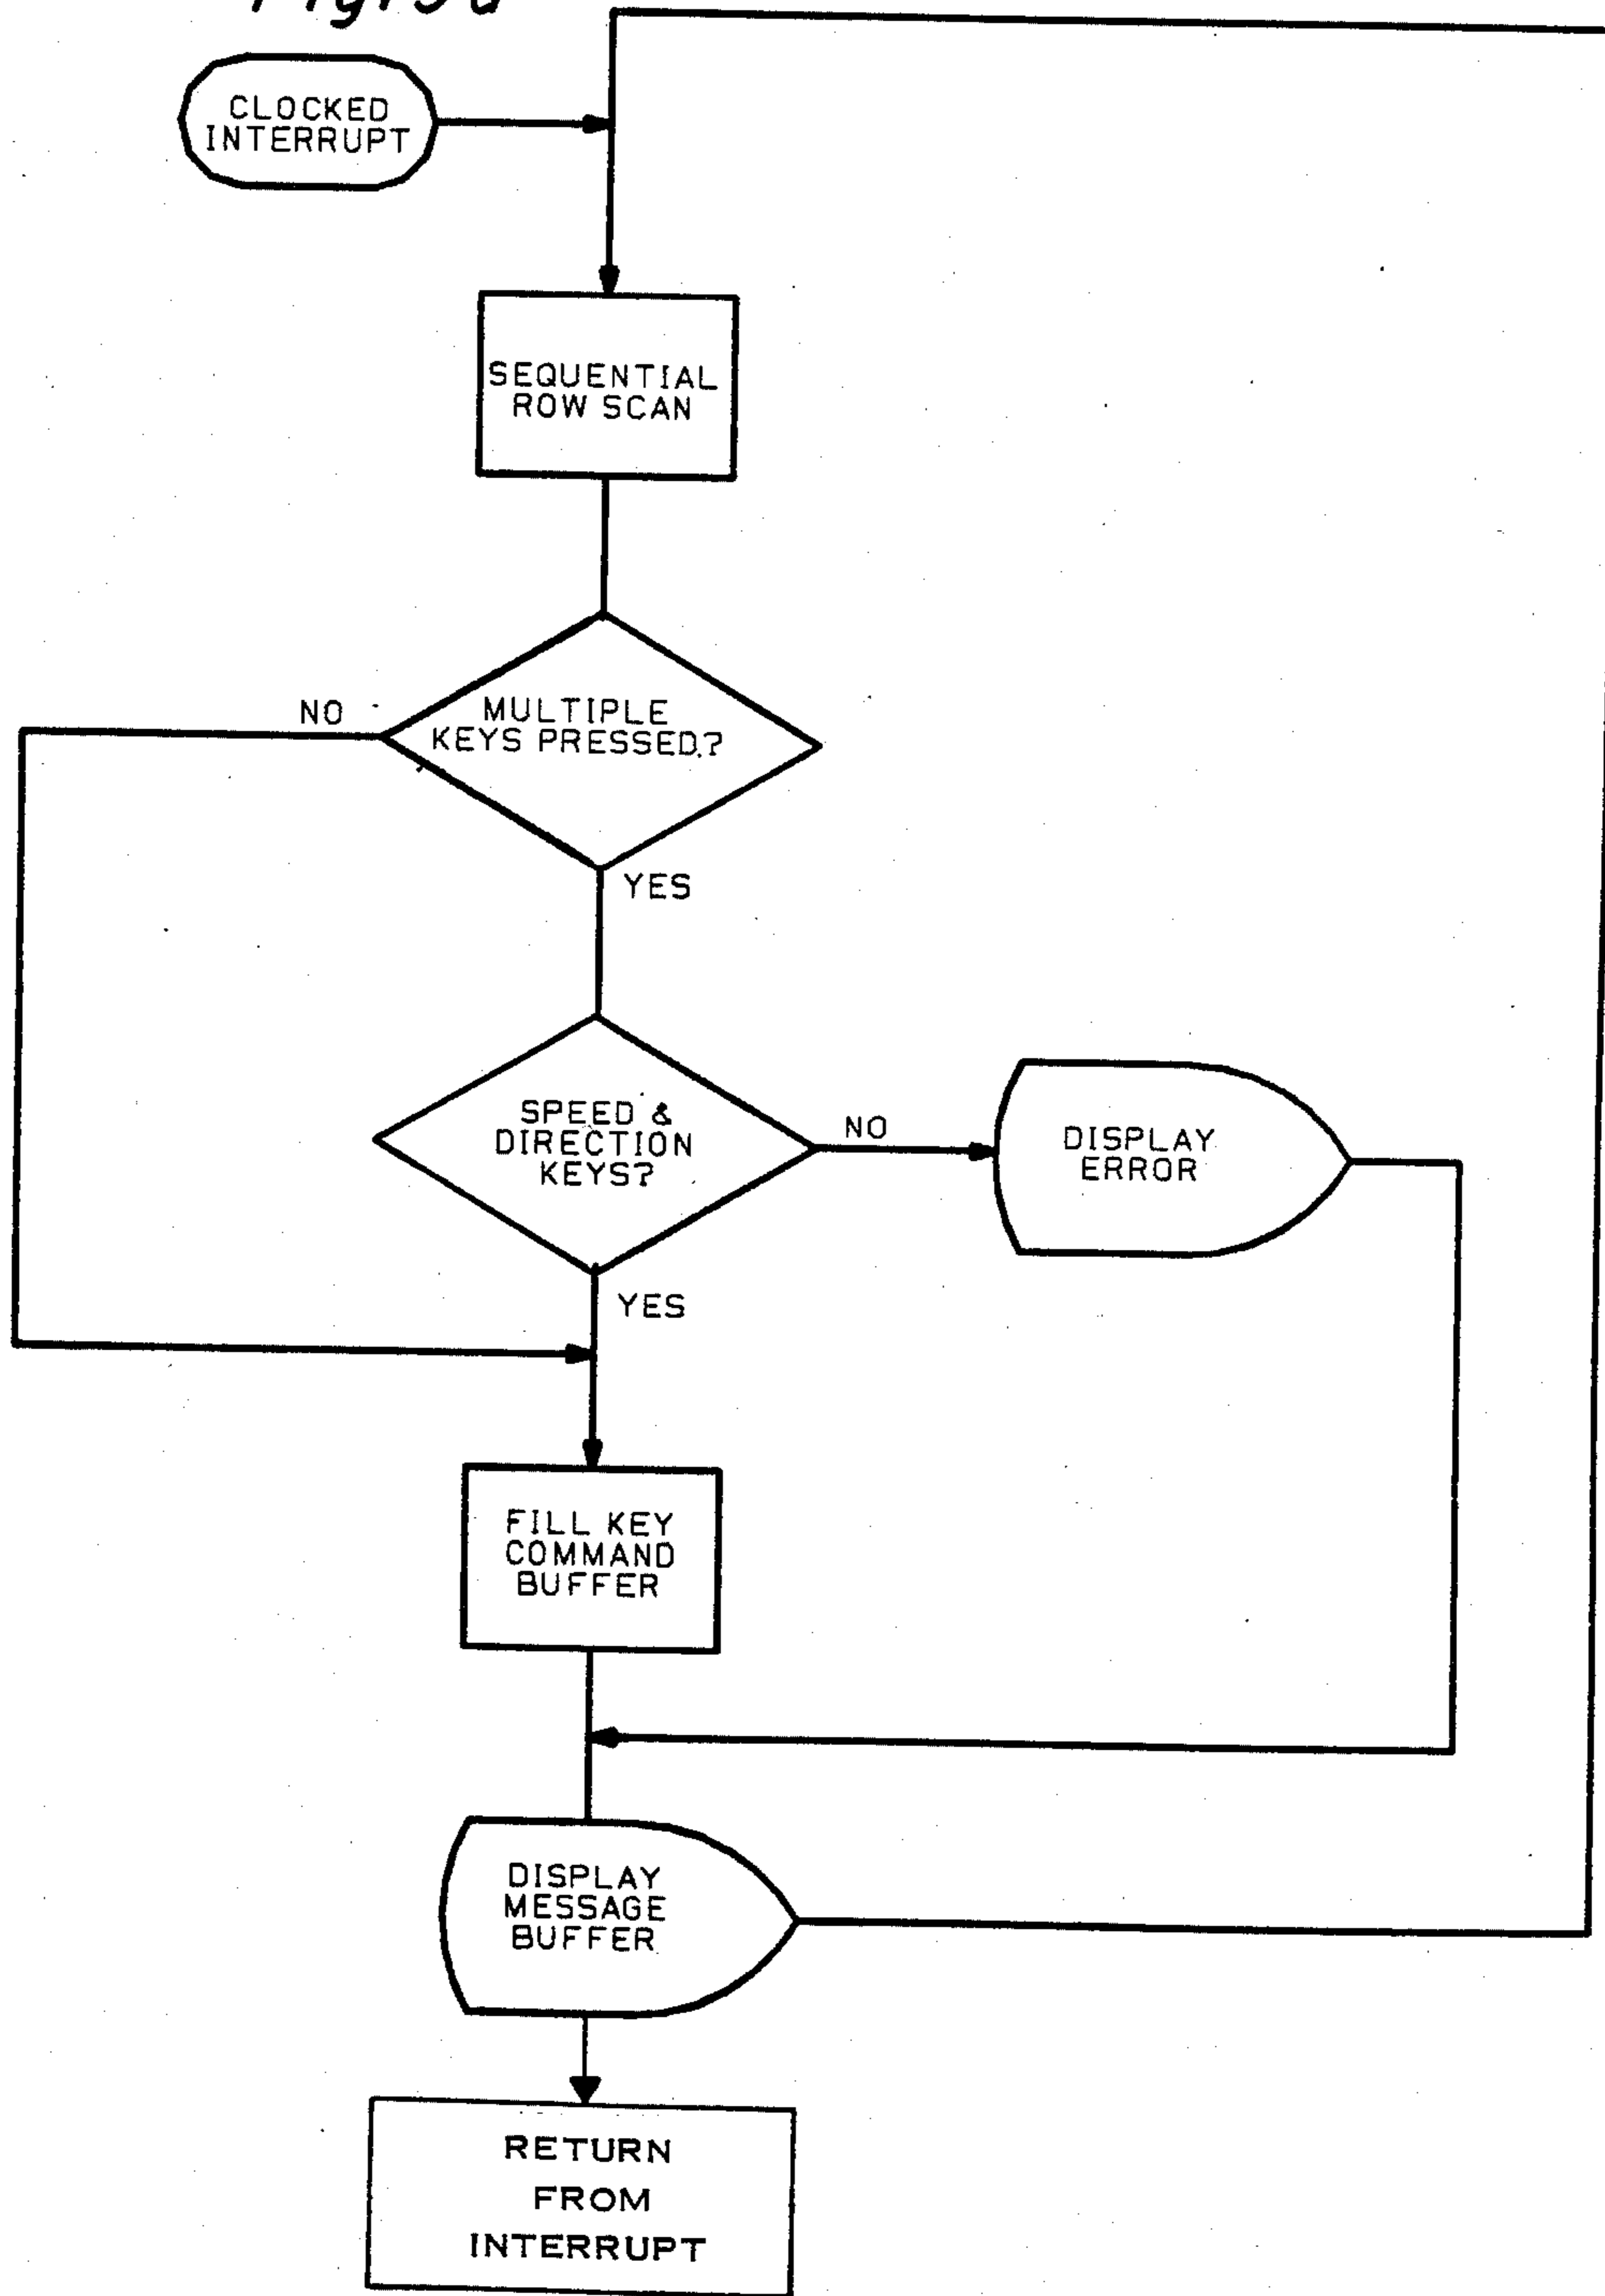 CLOCKED
INTERRUPT
SEQUENTIAL
ROW SCAN
NO
MULTIPLE
KEYS PRESSED?
YES
SPEED &
DIRECTION
KEYS?
NO
DISPLAY
ERROR
YES
FILL KEY
COMMAND
BUFFER
DISPLAY
MESSAGE
BUFFER
RETURN
FROM
INTERRUPT